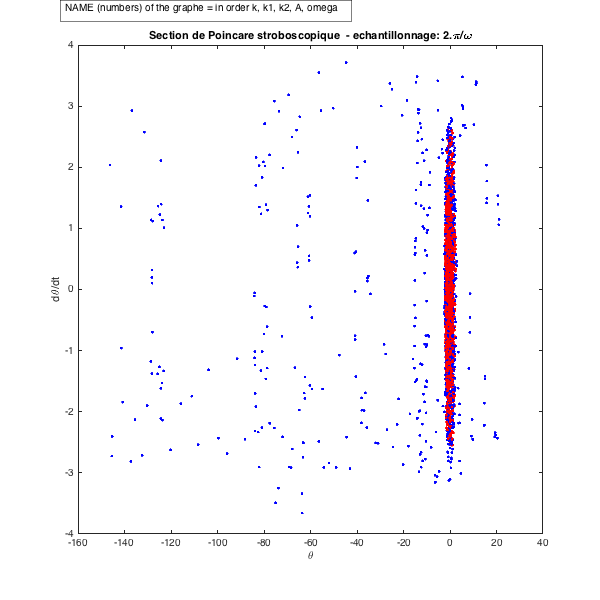 NAME (numbers) of the graphe = in order k, k1, k2, A, omega
Section de Poincare stroboscopique - echantillonnage: 2.π/ω
4
3
2
1
0
-1
-2
-3
-4
dθ/dt
-160 -140 -120 -100 -80 -60 -40 -20 0 20 40
θ